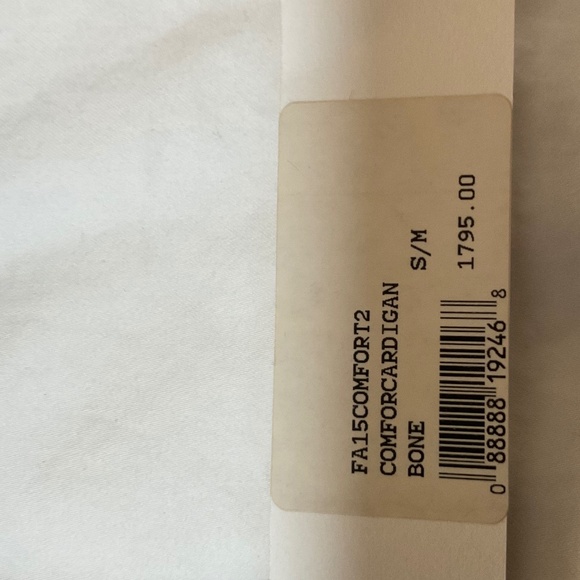 FA15COMFORT2
COMFORCARDIGAN
BONE S/M
1795.00
0 88888 19246 8